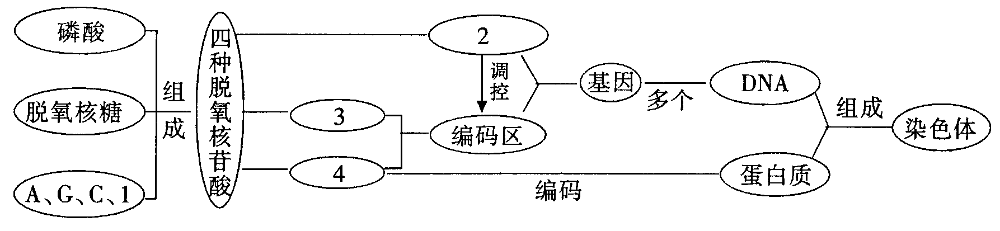 磷酸
脱氧核糖
A、G、C、1
组成
四种脱氧核苷酸
2
调控
3
4
编码区
基因
多个
DNA
编码
蛋白质
组成
染色体